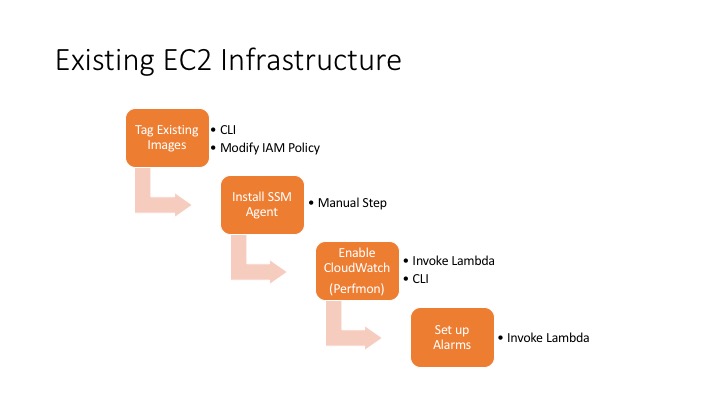 Existing EC2 Infrastructure
Tag Existing
Images
• CLI
• Modify IAM Policy
Install SSM
Agent
• Manual Step
Enable
CloudWatch
(Perfmon)
• Invoke Lambda
• CLI
Set up
Alarms
• Invoke Lambda